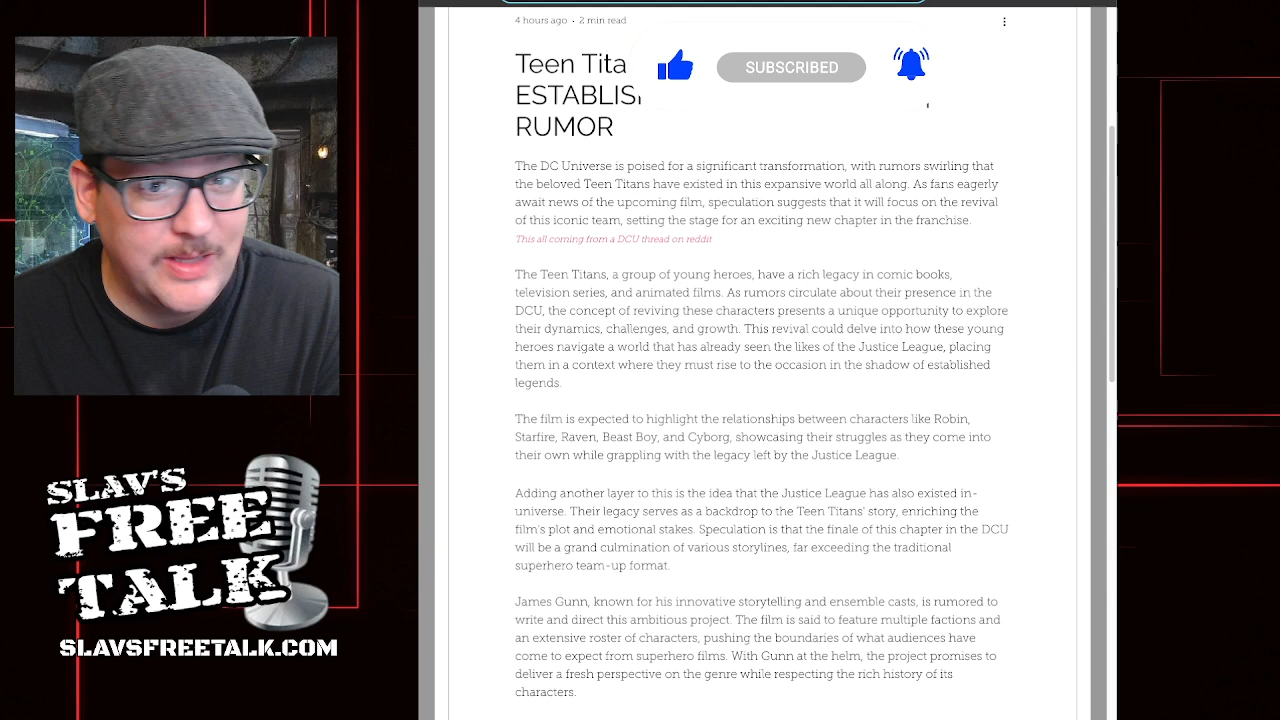 4 hours ago · 2 min read
Teen Tita
ESTABLIS
RUMOR
SUBSCRIBED
The DC Universe is poised for a significant transformation, with rumors swirling that
the beloved Teen Titans have existed in this expansive world all along. As fans eagerly
await news of the upcoming film, speculation suggests that it will focus on the revival
of this iconic team, setting the stage for an exciting new chapter in the franchise.
This all coming from a DCU thread on reddit
The Teen Titans, a group of young heroes, have a rich legacy in comic books,
television series, and animated films. As rumors circulate about their presence in the
DCU, the concept of reviving these characters presents a unique opportunity to explore
their dynamics, challenges, and growth. This revival could delve into how these young
heroes navigate a world that has already seen the likes of the Justice League, placing
them in a context where they must rise to the occasion in the shadow of established
legends.
The film is expected to highlight the relationships between characters like Robin,
Starfire, Raven, Beast Boy, and Cyborg, showcasing their struggles as they come into
their own while grappling with the legacy left by the Justice League.
Adding another layer to this is the idea that the Justice League has also existed in-
universe. Their legacy serves as a backdrop to the Teen Titans' story, enriching the
film's plot and emotional stakes. Speculation is that the finale of this chapter in the DCU
will be a grand culmination of various storylines, far exceeding the traditional
superhero team-up format.
James Gunn, known for his innovative storytelling and ensemble casts, is rumored to
write and direct this ambitious project. The film is said to feature multiple factions and
an extensive roster of characters, pushing the boundaries of what audiences have
come to expect from superhero films. With Gunn at the helm, the project promises to
deliver a fresh perspective on the genre while respecting the rich history of its
characters.
SLAV'S
FREE
TALK
SLAVSFREETALK.COM